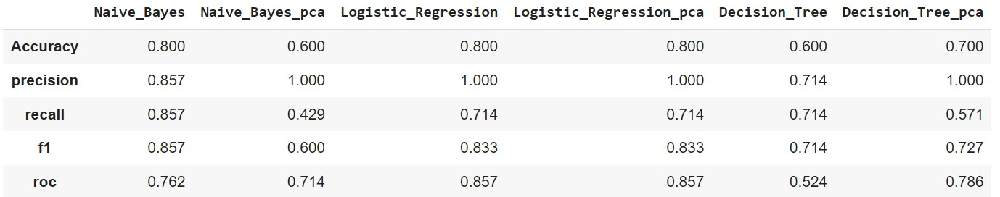 Naive_Bayes Naive_Bayes_pca Logistic_Regression Logistic_Regression_pca Decision_Tree Decision_Tree_pca
Accuracy 0.800 0.600 0.800 0.800 0.600 0.700
precision 0.857 1.000 1.000 1.000 0.714 1.000
recall 0.857 0.429 0.714 0.714 0.714 0.571
f1 0.857 0.600 0.833 0.833 0.714 0.727
roc 0.762 0.714 0.857 0.857 0.524 0.786